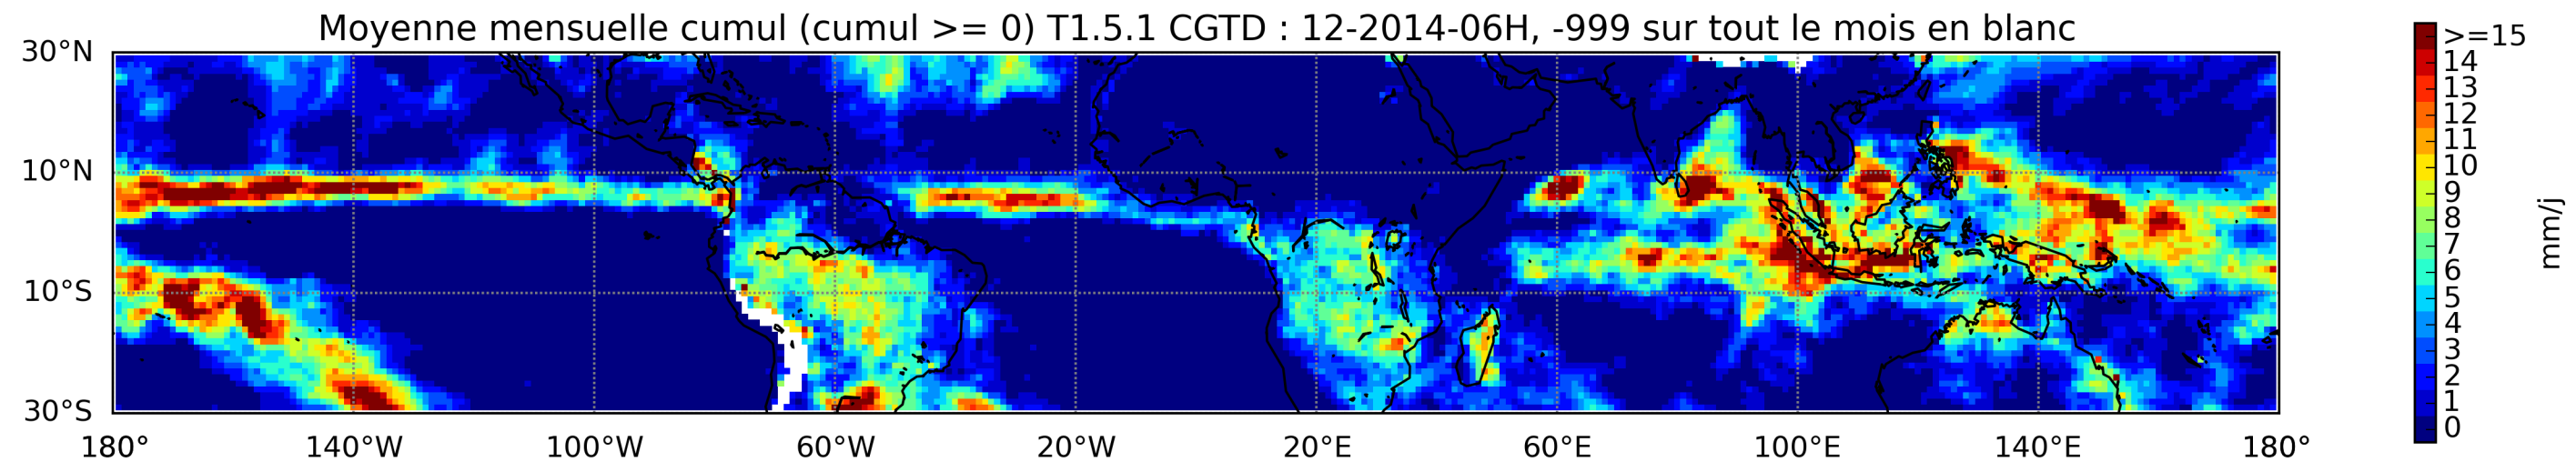 Moyenne mensuelle cumul (cumul >= 0) T1.5.1 CGTD : 12-2014-06H, -999 sur tout le mois en blanc
30°N
10°N
10°S
30°S
180°
140°W
100°W
60°W
20°W
20°E
60°E
100°E
140°E
180°
>=15
14
13
12
11
10
9
8
7
6
5
4
3
2
1
0
mm/j